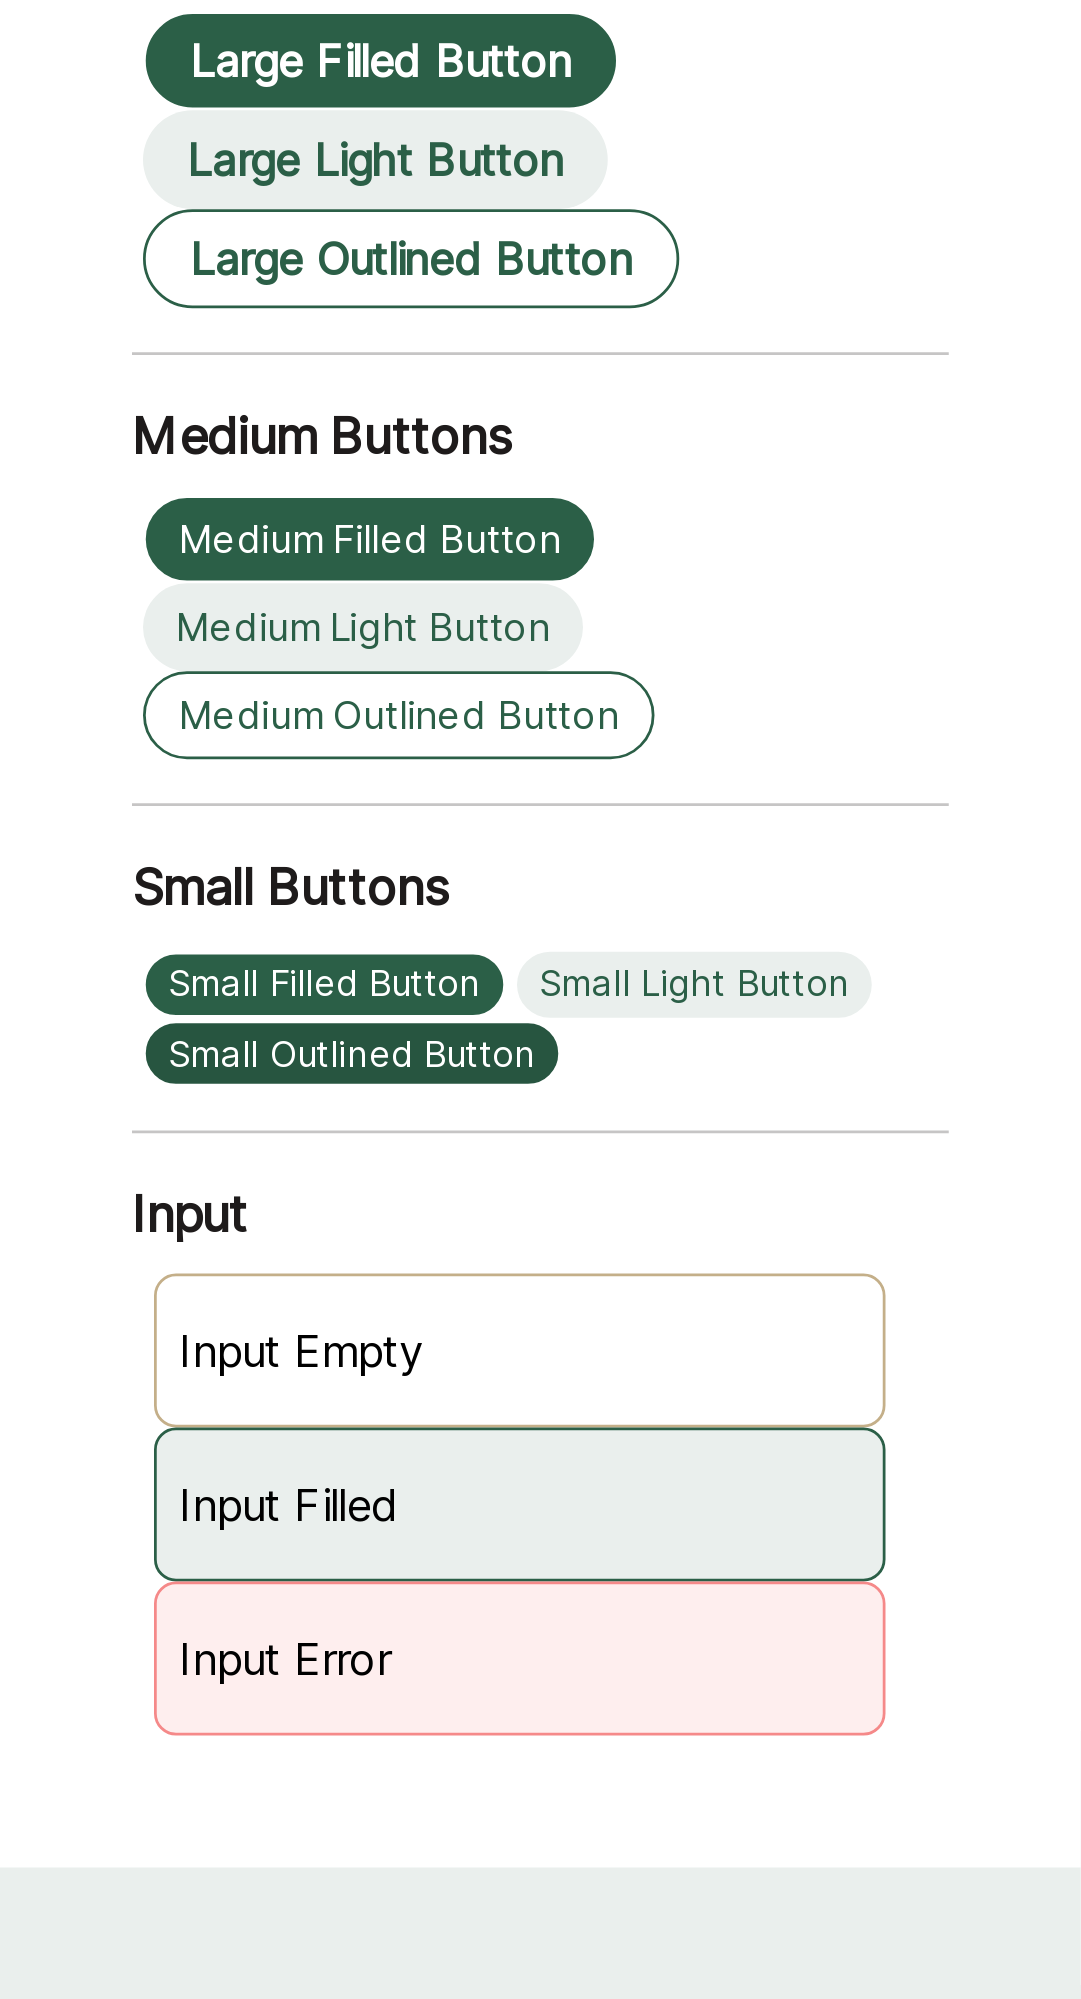 Large Filled Button
Large Light Button
Large Outlined Button
Medium Buttons
Medium Filled Button
Medium Light Button
Medium Outlined Button
Small Buttons
Small Filled Button
Small Light Button
Small Outlined Button
Input
Input Empty
Input Filled
Input Error